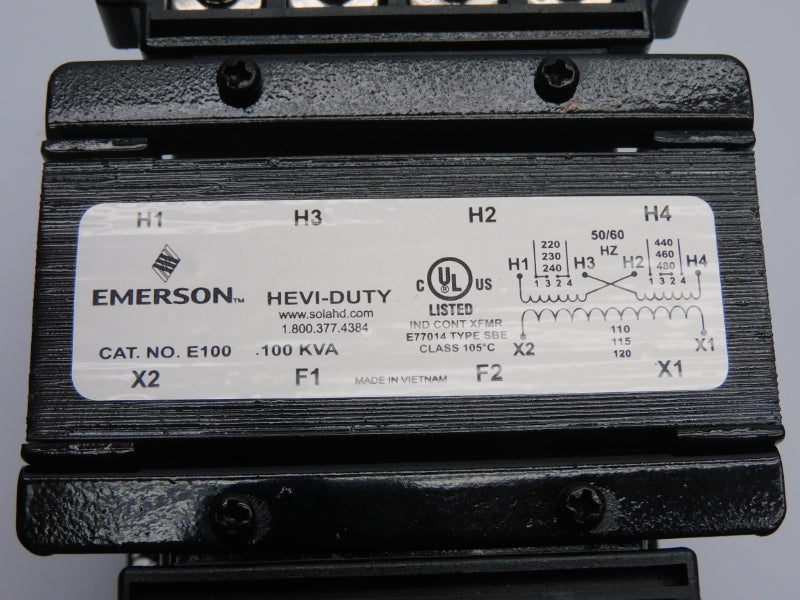 H1 H3 H2 H4
EMERSON™
HEVI-DUTY
www.solahd.com
1.800.377.4384
CAT. NO. E100 .100 KVA
C UL® US
LISTED
IND CONT XFMR
E77014 TYPE SBE
CLASS 105°C
50/60
HZ
220
230
240
440
460
480
H1 H3 H2 H4
1 3 2 4
1 3 2 4
110
115
120
X2 X1
X2 F1 MADE IN VIETNAM F2 X1